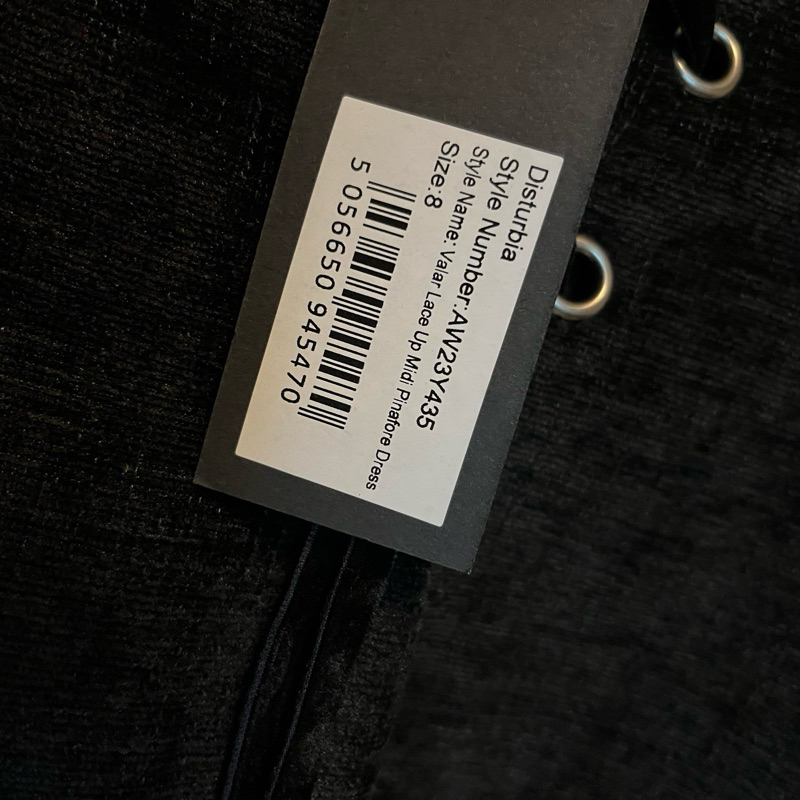 Disturbia
Style Number:AW23Y435
Style Name: Valar Lace Up Midi Pinafore Dress
Size:8
5 056650 945470